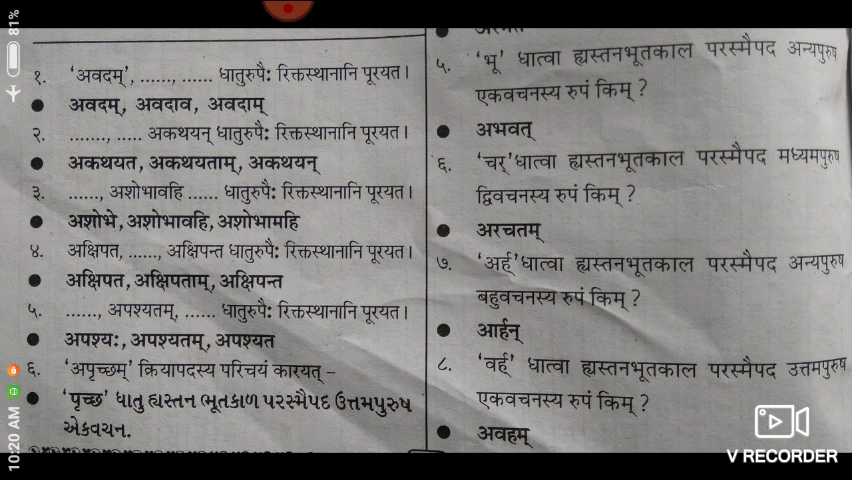 81%
१. 'अवदम्', ......, ...... धातुरुपै: रिक्तस्थानानि पूरयत।
● अवदम्, अवदाव, अवदाम्
२. ......., ..... अकथयन् धातुरुपै: रिक्तस्थानानि पूरयत।
● अकथयत, अकथयताम्, अकथयन्
३. ......, अशोभावहि ...... धातुरुपै: रिक्तस्थानानि पूरयत।
● अशोभे, अशोभावहि, अशोभामहि
४. अक्षिपत, ......, अक्षिपन्त धातुरुपै: रिक्तस्थानानि पूरयत।
● अक्षिपत, अक्षिपताम्, अक्षिपन्त
५. ......, अपश्यतम्, ...... धातुरुपै: रिक्तस्थानानि पूरयत।
● अपश्य:, अपश्यतम्, अपश्यत
६. 'अपृच्छम्' क्रियापदस्य परिचयं कारयत् –
● 'पृच्छ' ધાતુ હ્યસ્તન ભૂતકાળ પરસ્મૈપદ ઉત્તમપુરુષ
એકવચન.
५. 'भू' धात्वा ह्यस्तनभूतकाल परस्मैपद अन्यपुरुष
एकवचनस्य रुपं किम् ?
● अभवत्
६. 'चर्' धात्वा ह्यस्तनभूतकाल परस्मैपद मध्यमपुरुष
द्विवचनस्य रुपं किम् ?
● अरचतम्
७. 'अर्ह' धात्वा ह्यस्तनभूतकाल परस्मैपद अन्यपुरुष
बहुवचनस्य रुपं किम् ?
● आर्हन्
८. 'वर्ह' धात्वा ह्यस्तनभूतकाल परस्मैपद उत्तमपुरुष
एकवचनस्य रुपं किम् ?
● अवहम्
10:20 AM
V RECORDER